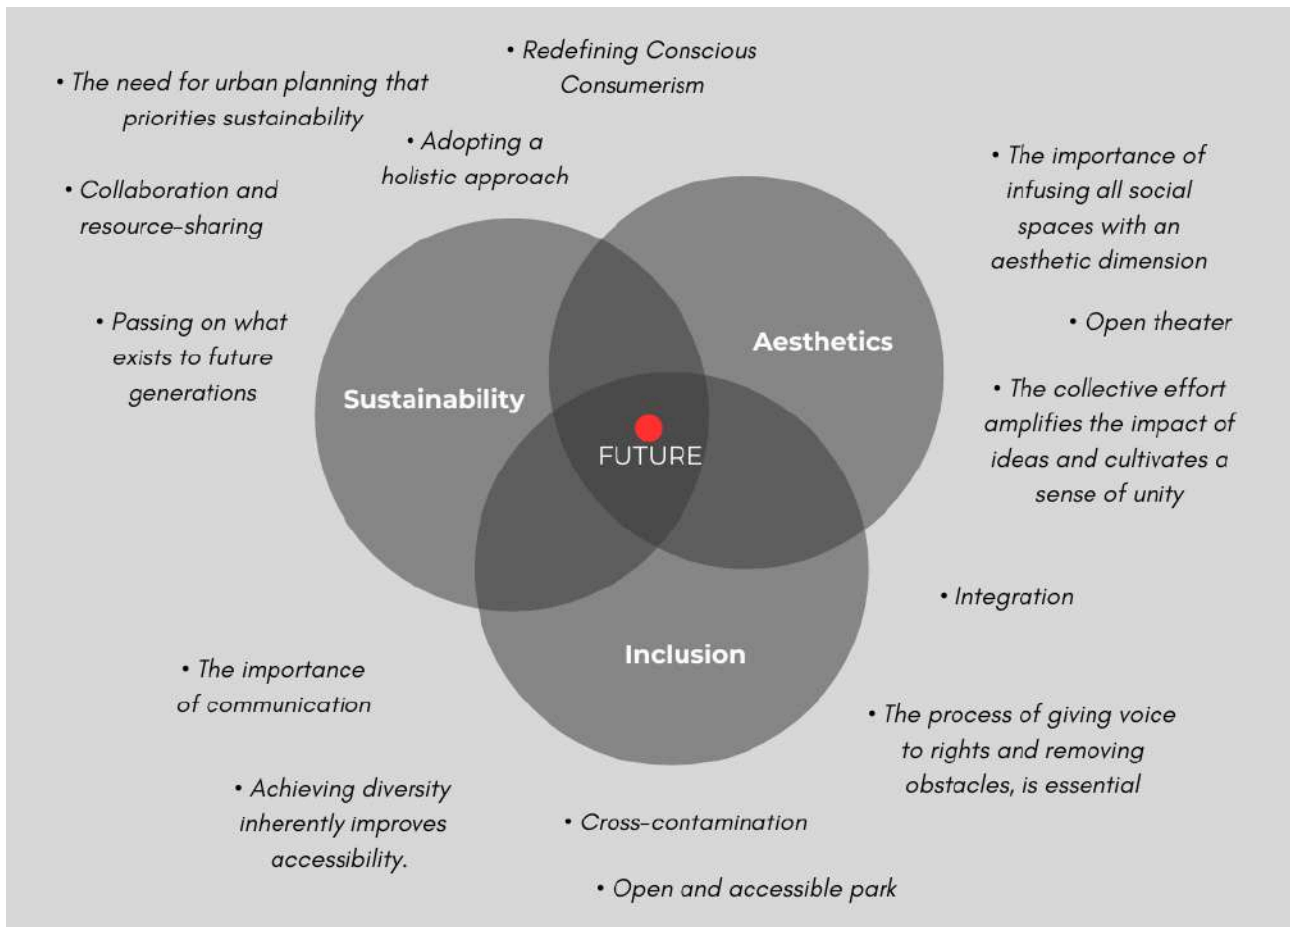 • Redefining Conscious
Consumerism
• The need for urban planning that
priorities sustainability
• Adopting a
holistic approach
• Collaboration and
resource-sharing
• Passing on what
exists to future
generations
• The importance of
infusing all social
spaces with an
aesthetic dimension
• Open theater
• The collective effort
amplifies the impact of
ideas and cultivates a
sense of unity
Aesthetics
Sustainability
FUTURE
Inclusion
• Integration
• The importance
of communication
• The process of giving voice
to rights and removing
obstacles, is essential
• Achieving diversity
inherently improves
accessibility.
• Cross-contamination
• Open and accessible park